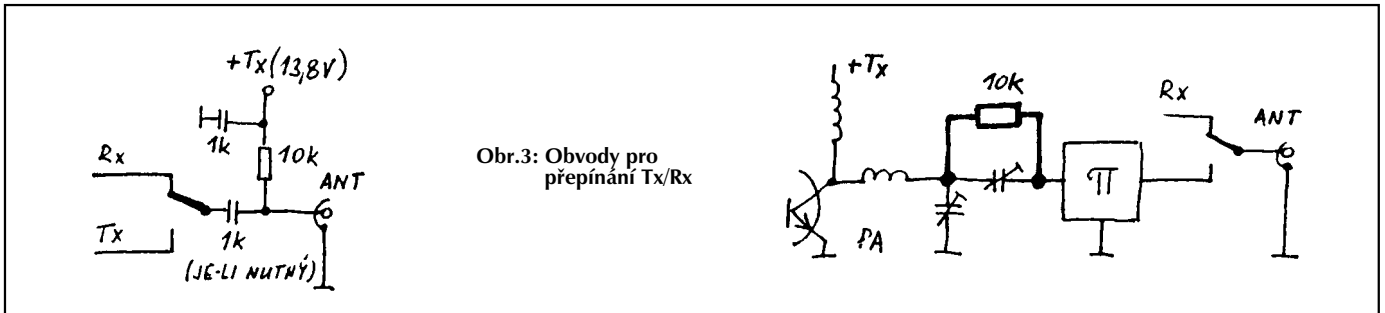 +Tx(13,8V)
1k
10k
Rx
ANT
Tx
1k
(JE-LI NUTNÝ)
Obr.3: Obvody pro
přepínání Tx/Rx
+Tx
10k
Rx
ANT
PA
π